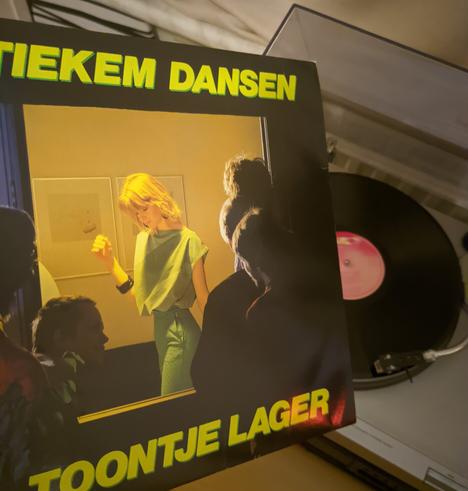 TIEKEM DANSEN
TOONTJE LAGER